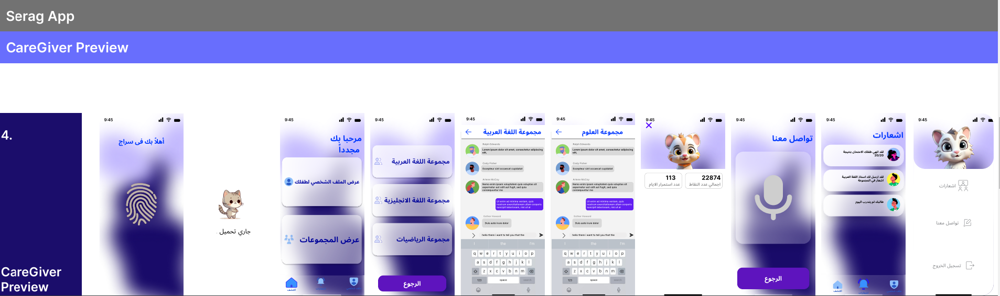 Serag App
CareGiver Preview
4.
CareGiver
Preview
9:45
أهلاً بك فى سراج
جاري تحميل .
9:45
مرحبا بك
مجدداً
عرض الملف الشخصي لطفلك
عرض المجموعات
اكتشف
9:45
مجموعة اللغة العربية
مجموعة اللغة الانجليزية
مجموعة الرياضيات
الرجوع
9:45
مجموعة اللغة العربية
Ralph Edwards
Lorem ipsum dolor sit amet, consectetur adipiscing
elit,
Cody Fisher
Excepteur sint occaecat cupidatat
Arlene McCoy
Nemo enim ipsam voluptatem quia voluptas sit
aspernatur aut odit aut fugit, sed quia
consequuntur ma
Ut enim ad minima veniam, quis
nostrum exercitationem ullam corporis
suscipit laboriosam, nisi ut al
Esther Howard
Duis aute irure dolor
hello there i want to tell you that the
I the I'm
q w e r t y u i o p
a s d f g h j k l
z x c v b n m
123 space search
9:45
مجموعة العلوم
Ralph Edwards
Lorem ipsum dolor sit amet, consectetur adipiscing
elit,
Cody Fisher
Excepteur sint occaecat cupidatat
Arlene McCoy
Nemo enim ipsam voluptatem quia voluptas sit
aspernatur aut odit aut fugit, sed quia
consequuntur ma
Ut enim ad minima veniam, quis
nostrum exercitationem ullam corporis
suscipit laboriosam, nisi ut al
Esther Howard
Duis aute irure dolor
hello there i want to tell you that the
I the I'm
q w e r t y u i o p
a s d f g h j k l
z x c v b n m
123 space search
9:45
113
عدد استمرار الايام
22874
اجمالي عدد النقاط
9:45
تواصل معنا
الرجوع
9:45
اشعارات
لقد انهي طفلك الامتحان بنتيجة
20/20
لقد ارسل لك استاذ اللغة العربية
اشعار في المجموعة
طالبك لم يتدرب اليوم
اكتشف
9:45
اشعارات
تواصل معنا
تسجيل الخروج